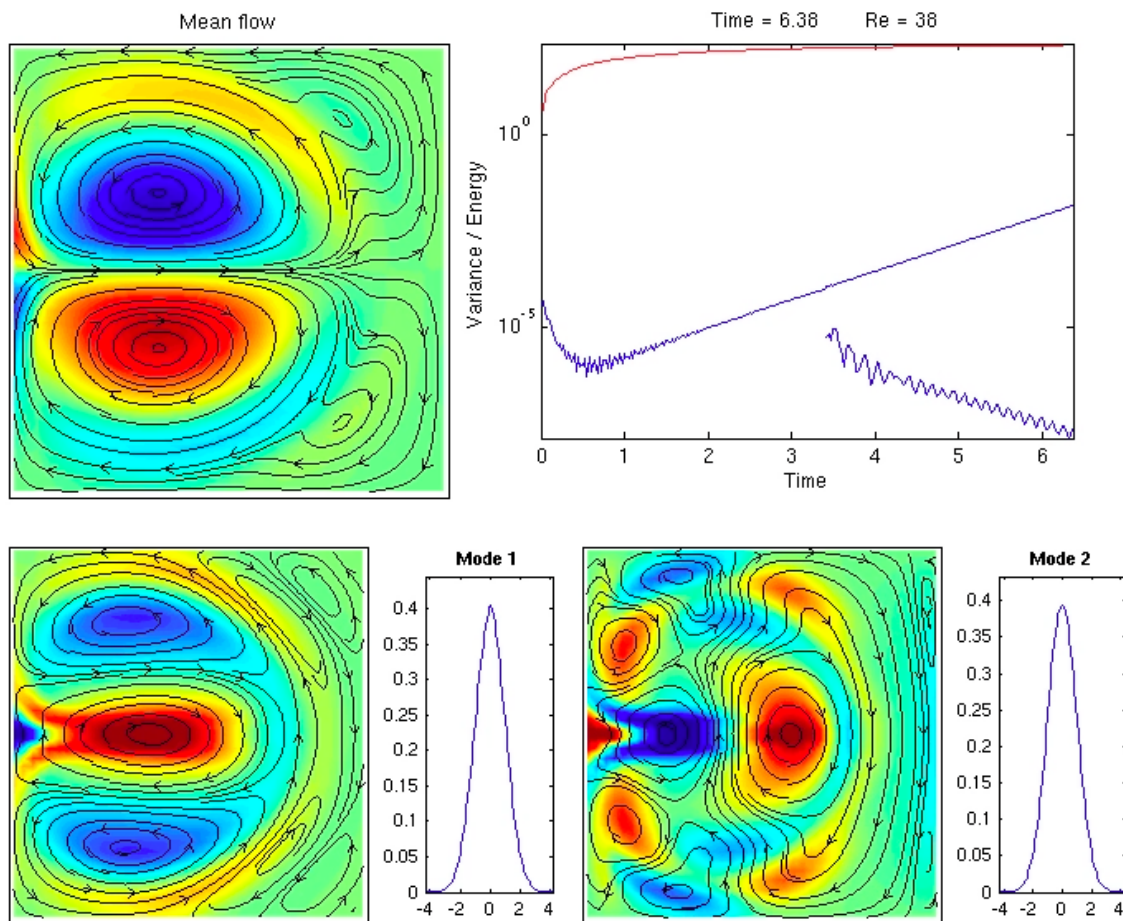 Mean flow
Time = 6.38 Re = 38
Variance / Energy
10^0
10^-5
0 1 2 3 4 5 6
Time
Mode 1
0.4
0.35
0.3
0.25
0.2
0.15
0.1
0.05
0
-4 -2 0 2 4
Mode 2
0.4
0.35
0.3
0.25
0.2
0.15
0.1
0.05
0
-4 -2 0 2 4